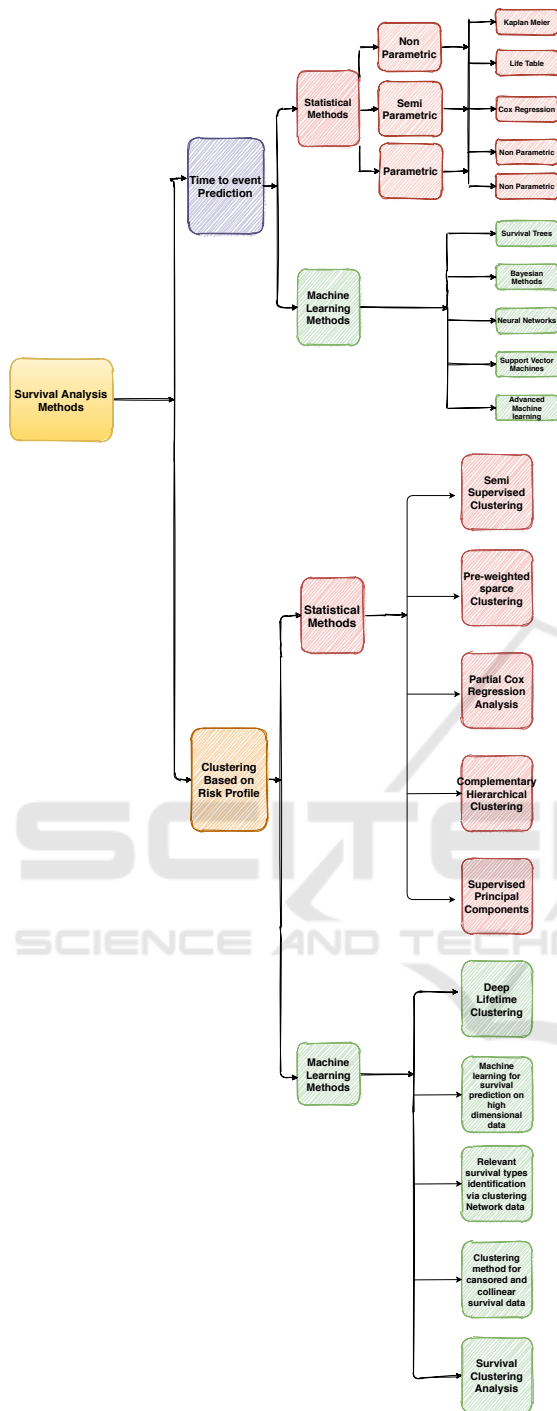 Kaplan Meier
Non
Parametric
Life Table
Statistical
Methods
Semi
Parametric
Cox Regression
Parametric
Non Parametric
Non Parametric
Time to event
Prediction
Survival Trees
Bayesian
Methods
Machine
Learning
Methods
Neural Networks
Support Vector
Machines
Advanced
Machine
learning
Survival Analysis
Methods
Semi
Supervised
Clustering
Pre-weighted
sparce
Clustering
Statistical
Methods
Partial Cox
Regression
Analysis
Clustering
Based on
Risk Profile
Complementary
Hierarchical
Clustering
Supervised
Principal
Components
SCITE
SCIENCE AND TECH
Deep
Lifetime
Clustering
Machine
Learning
Methods
Machine
learning for
survival
prediction on
high
dimensional
data
Relevant
survival types
identification
via clustering
Network data
Clustering
method for
cansored and
collinear
survival data
Survival
Clustering
Analysis